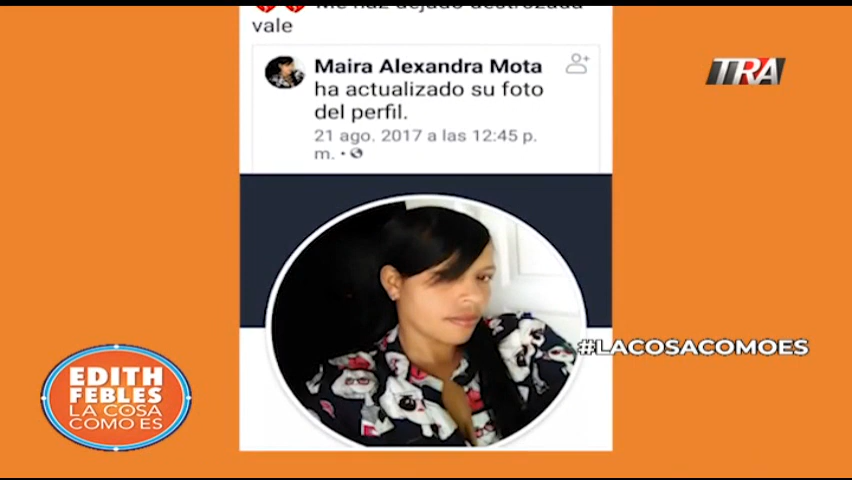 Me haz dejado destrozada
vale
Maira Alexandra Mota
ha actualizado su foto
del perfil.
21 ago. 2017 a las 12:45 p.
m. ·
TRA
#LACOSACOMOES
EDITH
FEBLES
LA COSA
COMO ES